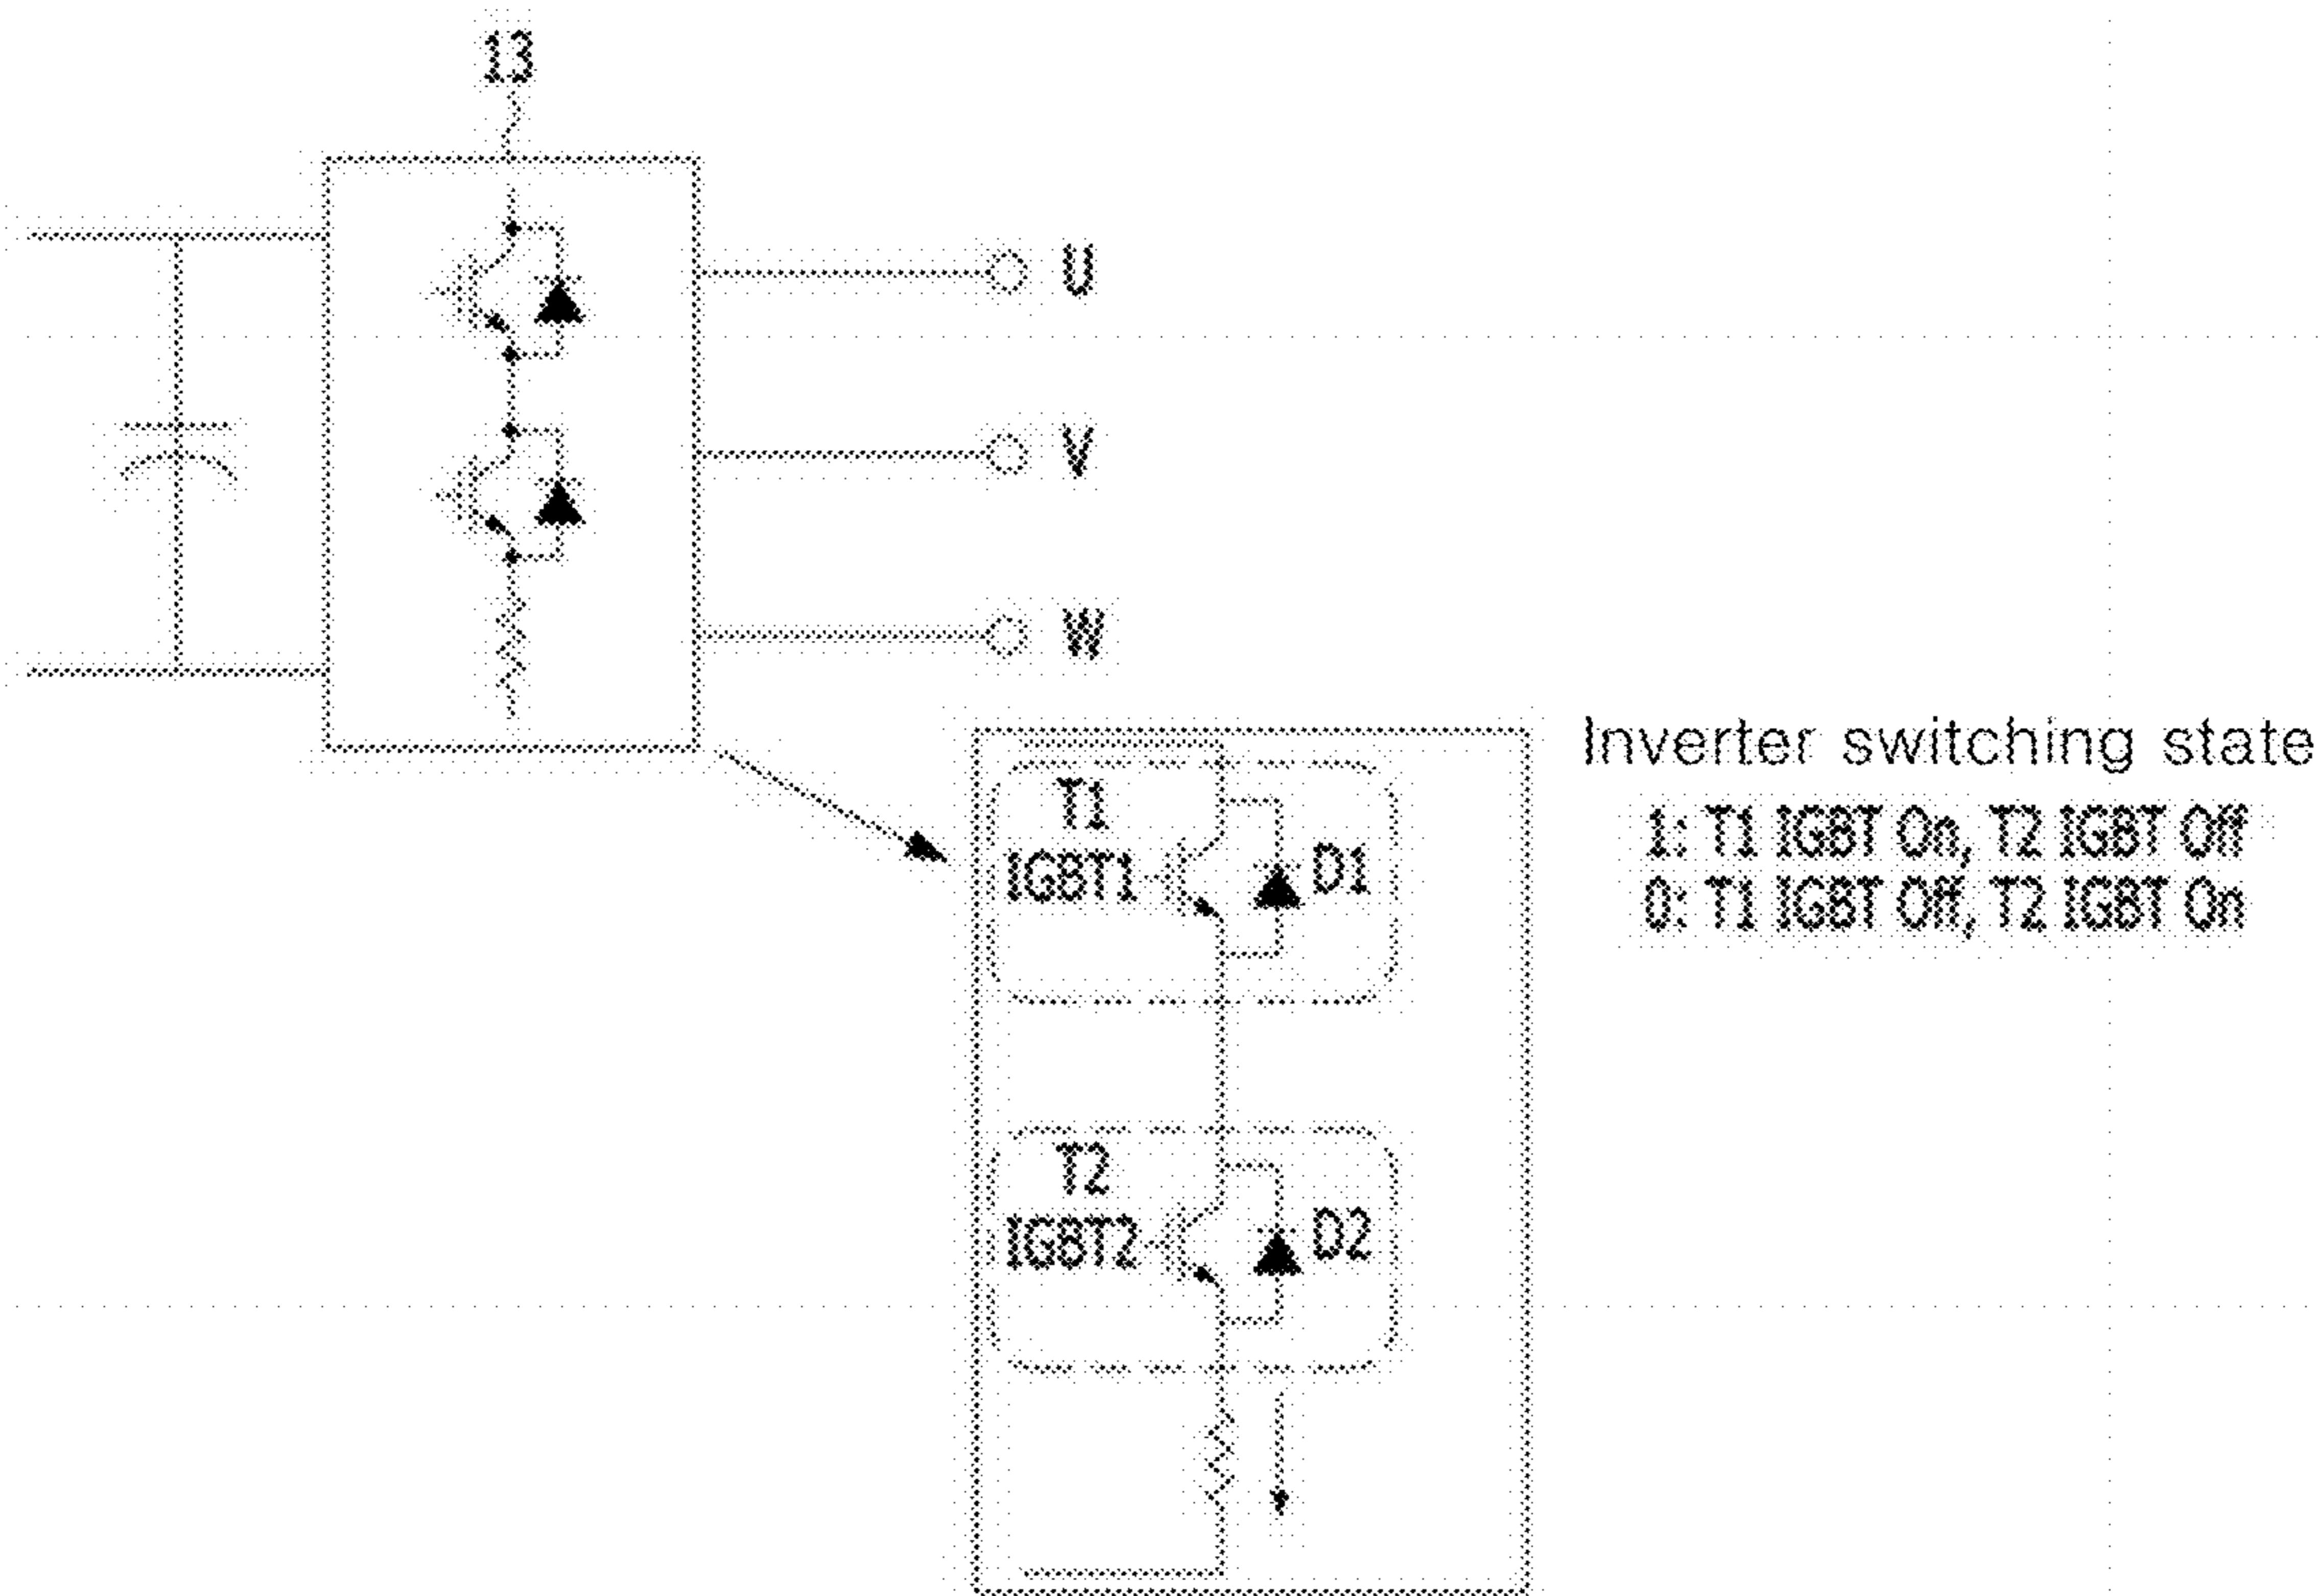 13
U
V
W
Inverter switching state
1: T1 IGBT On, T2 IGBT Off
0: T1 IGBT Off, T2 IGBT On
T1
IGBT1
D1
T2
IGBT2
D2